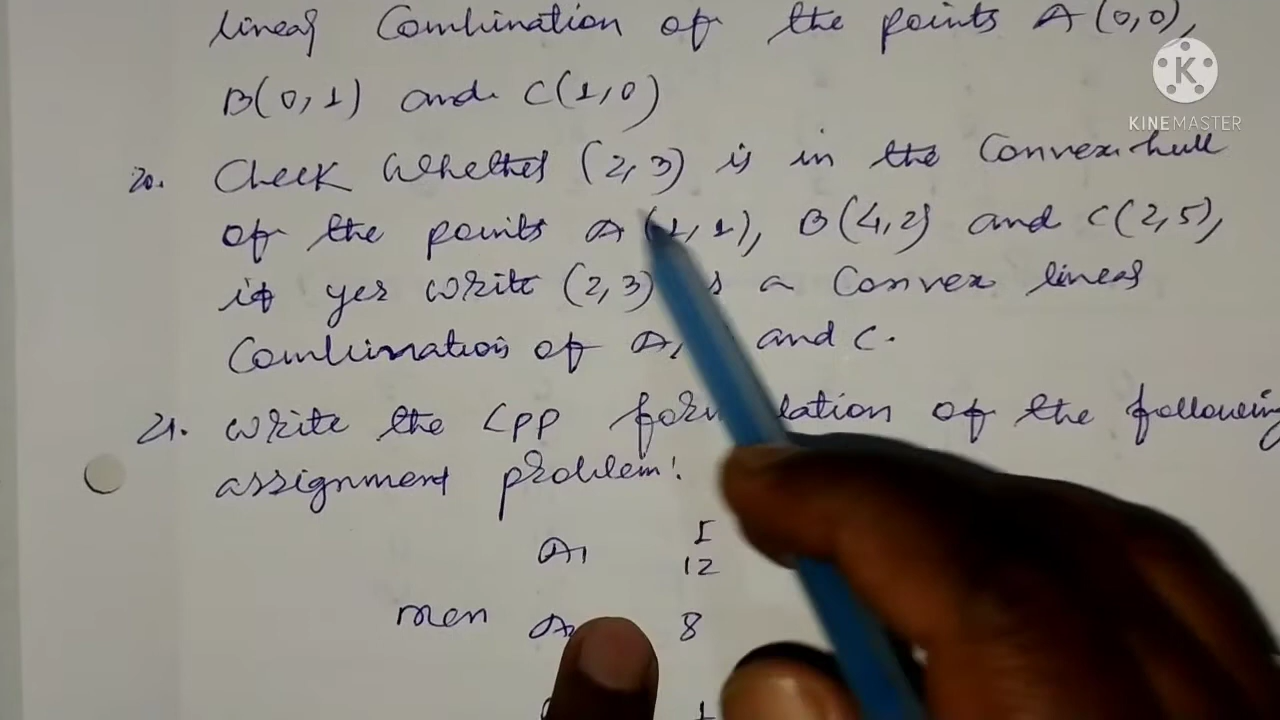 linear Combination of the points A(0,0),
B(0,1) and C(1,0)
KINEMASTER
20. Check Whether (2,3) is in the Convex hull
of the points A(1,1), B(4,2) and C(2,5),
if yes write (2,3) a Convex linear
Combination of A, and C.
21. Write the LPP formulation of the following
assignment problem:
I
A1 12
men 8
1